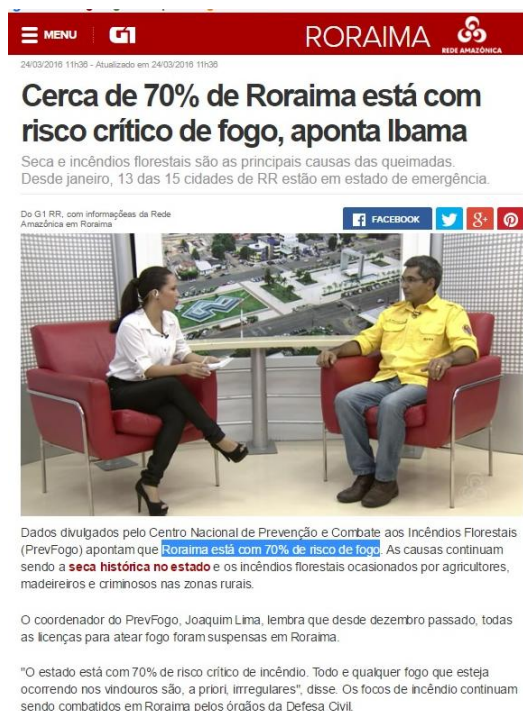 MENU G1 RORAIMA
REDE AMAZÔNICA
24/03/2016 11h36 - Atualizado em 24/03/2016 11h36
Cerca de 70% de Roraima está com
risco crítico de fogo, aponta Ibama
Seca e incêndios florestais são as principais causas das queimadas.
Desde janeiro, 13 das 15 cidades de RR estão em estado de emergência.
Do G1 RR, com informaçõeas da Rede
Amazônica em Roraima
FACEBOOK
Dados divulgados pelo Centro Nacional de Prevenção e Combate aos Incêndios Florestais
(PrevFogo) apontam que Roraima está com 70% de risco de fogo. As causas continuam
sendo a seca histórica no estado e os incêndios florestais ocasionados por agricultores,
madeireiros e criminosos nas zonas rurais.
O coordenador do PrevFogo, Joaquim Lima, lembra que desde dezembro passado, todas
as licenças para atear fogo foram suspensas em Roraima.
"O estado está com 70% de risco crítico de incêndio. Todo e qualquer fogo que esteja
ocorrendo nos vindouros são, a priori, irrregulares", disse. Os focos de incêndio continuam
sendo combatidos em Roraima pelos órgãos da Defesa Civil.